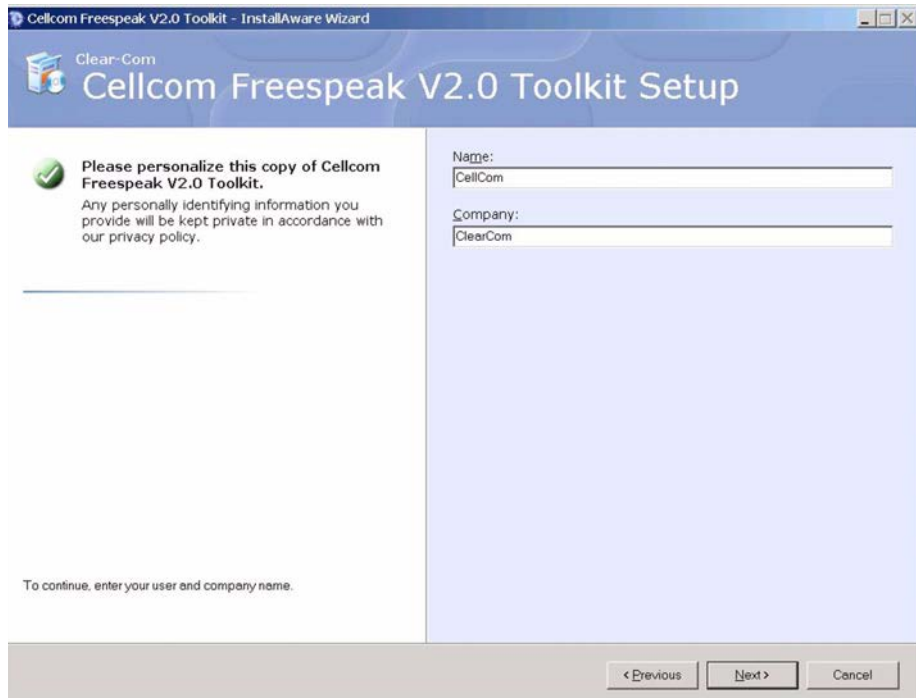 Cellcom Freespeak V2.0 Toolkit - InstallAware Wizard
Clear-Com
Cellcom Freespeak V2.0 Toolkit Setup
Please personalize this copy of Cellcom
Freespeak V2.0 Toolkit.
Any personally identifying information you
provide will be kept private in accordance with
our privacy policy.
To continue, enter your user and company name.
Name:
CellCom
Company:
ClearCom
< Previous
Next >
Cancel